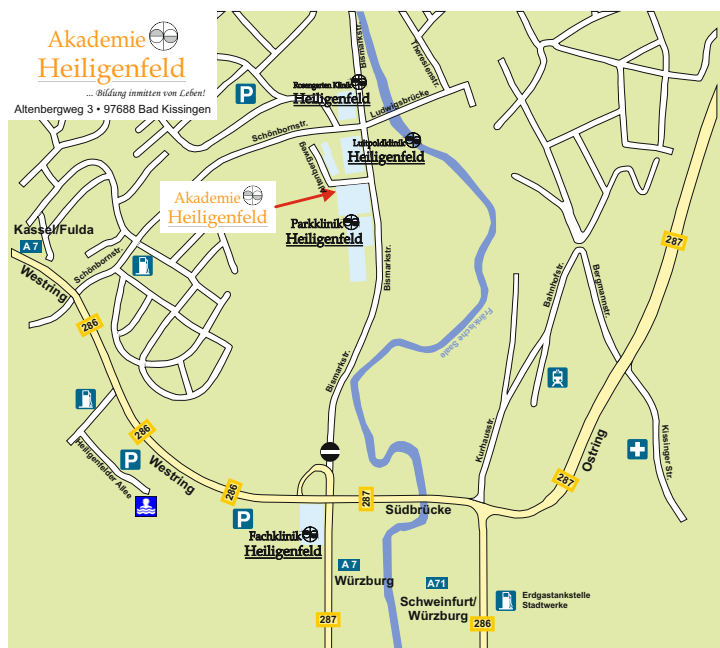 Akademie
Heiligenfeld
... Bildung inmitten von Leben!
Altenbergweg 3 • 97688 Bad Kissingen
P
Bismarkstr.
Theresienstr.
Rosengarten Klinik
Heiligenfeld
Ludwigsbrücke
Schönbornstr.
Luitpoldklinik
Heiligenfeld
Altenbergweg
Akademie
Heiligenfeld
Parkklinik
Heiligenfeld
Kassel/Fulda
A 7
Westring
Schönbornstr.
286
Bismarkstr.
287
Bahnhofstr.
Bergmannstr.
Fränkische Saale
Bismarkstr.
286
Heiligenfelder Allee
P
Westring
286
Kurhausstr.
Ostring
Kissinger Str.
287
287
Südbrücke
P
Fachklinik
Heiligenfeld
A 7
Würzburg
A71
Schweinfurt/
Würzburg
Erdgastankstelle
Stadtwerke
287
286